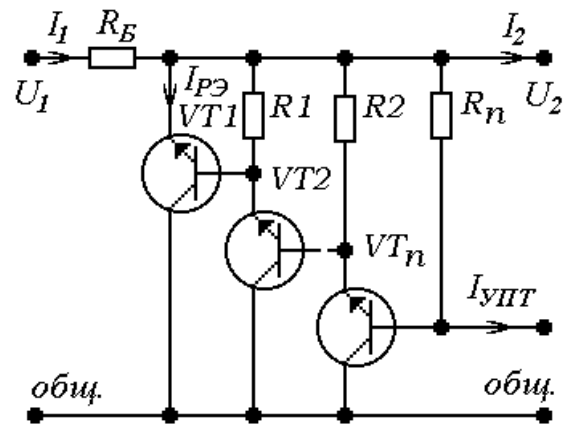 I1 RБ I2
U1 IРЭ R1 R2 Rn U2
VT1
VT2
VTn
IУПТ
общ. общ.